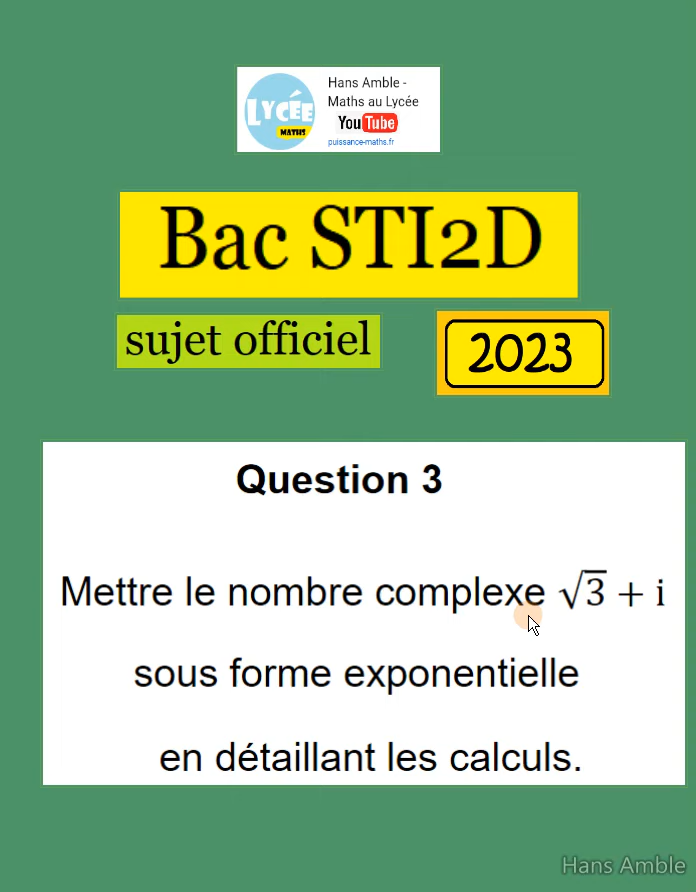 LYCÉE
MATHS
Hans Amble -
Maths au Lycée
YouTube
puissance-maths.fr
Bac STI2D
sujet officiel
2023
Question 3
Mettre le nombre complexe √3 + i
sous forme exponentielle
en détaillant les calculs.
Hans Amble